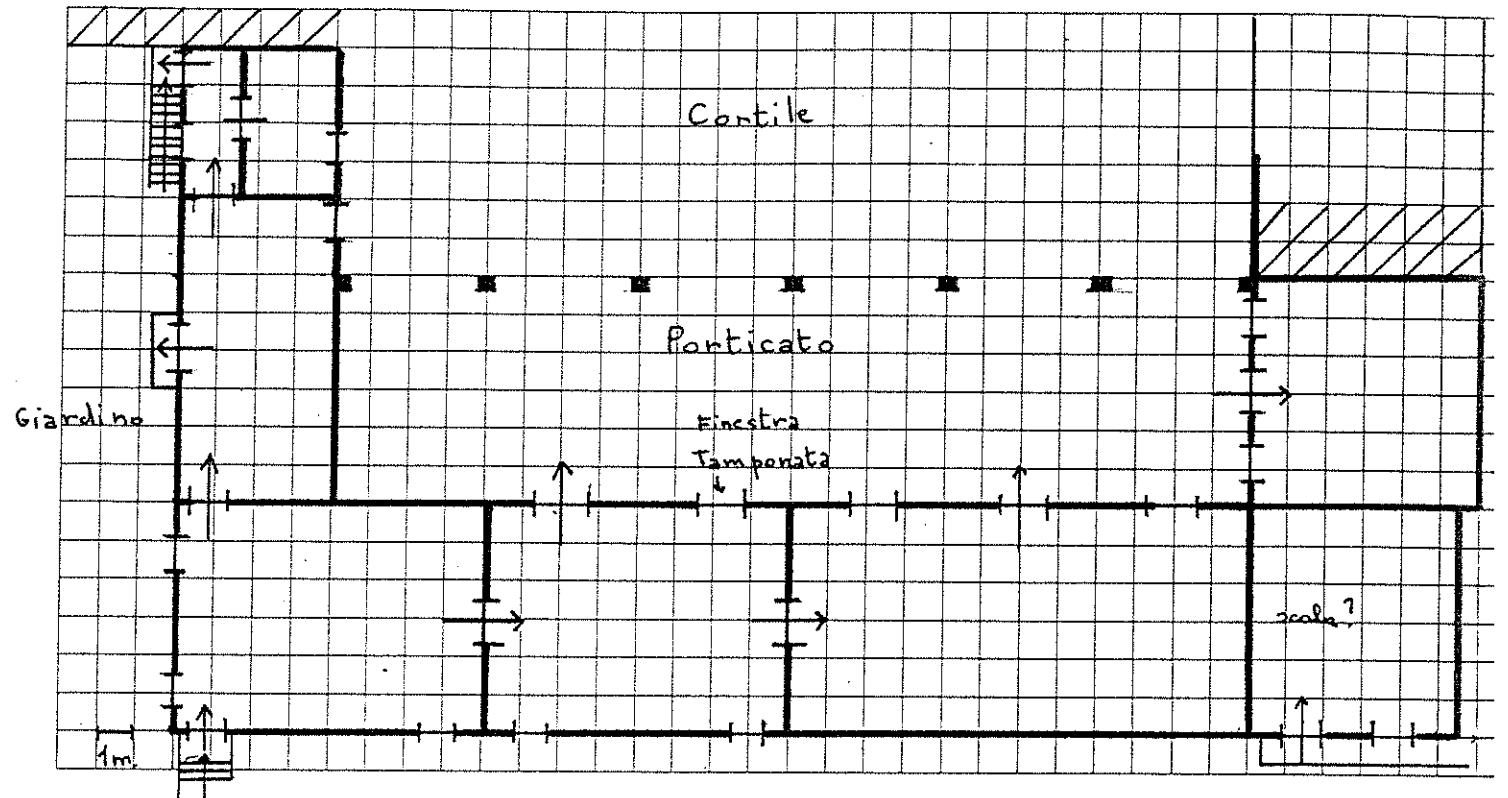 Cortile
Porticato
Giardino
Finestra
Tamponata
scala?
1m.